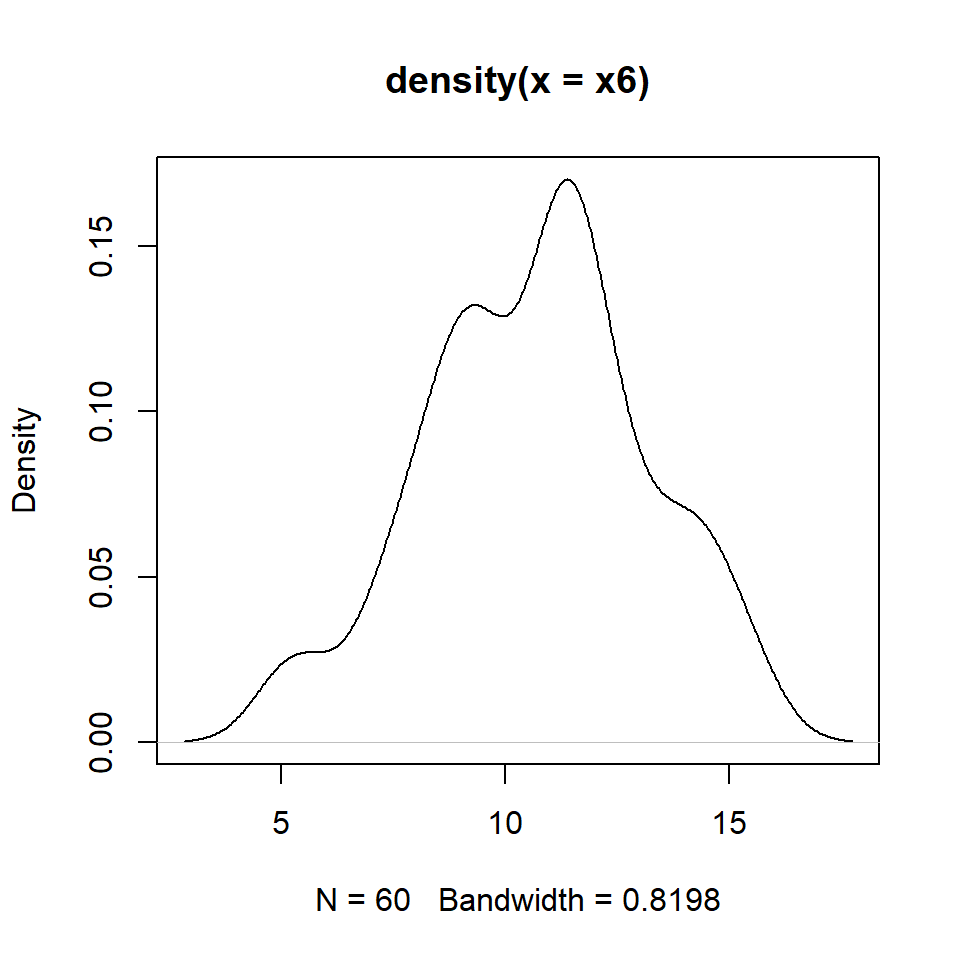 density(x = x6)
Density
0.15
0.10
0.05
0.00
5 10 15
N = 60 Bandwidth = 0.8198